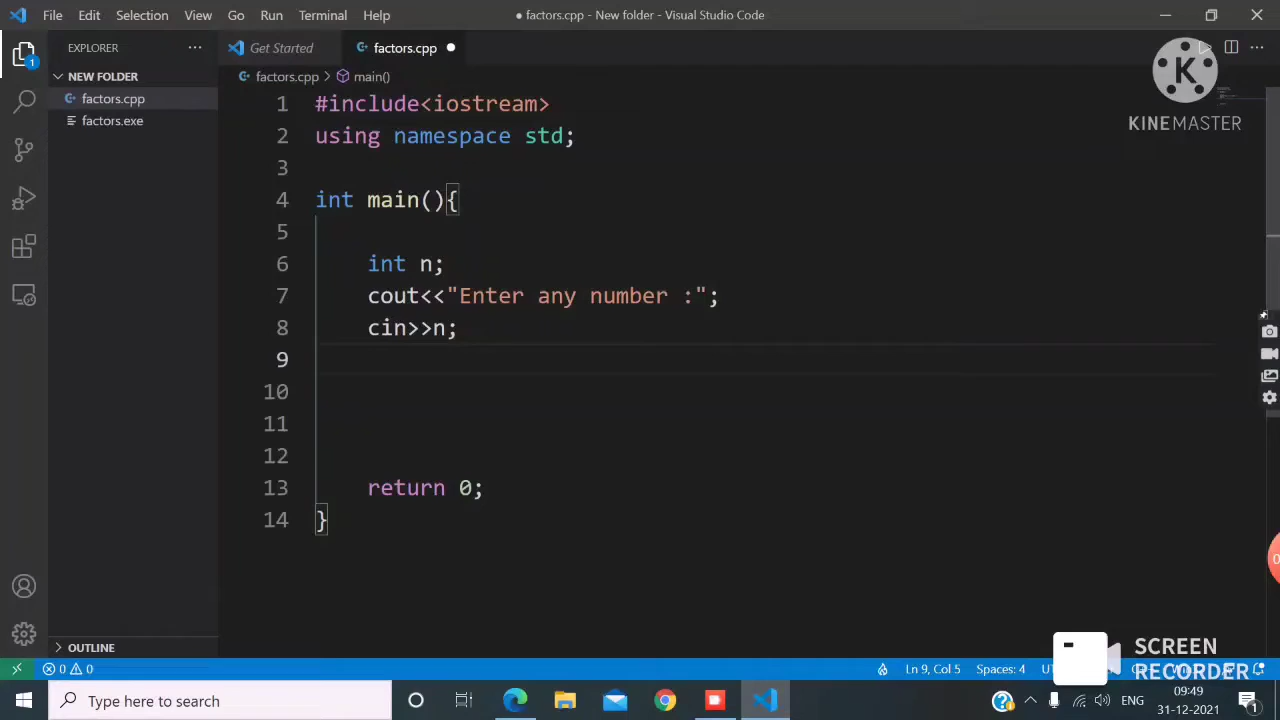 File Edit Selection View Go Run Terminal Help
● factors.cpp - New folder - Visual Studio Code
EXPLORER
Get Started
factors.cpp
NEW FOLDER
factors.cpp > main()
factors.cpp
factors.exe
1
KINEMASTER
1 #include<iostream>
2 using namespace std;
3
4 int main(){
5
6 int n;
7 cout<<"Enter any number :";
8 cin>>n;
9
10
11
12
13 return 0;
14 }
OUTLINE
0 0
Ln 9, Col 5 Spaces: 4
SCREEN
RECORDER
Type here to search
ENG
09:49
31-12-2021
1